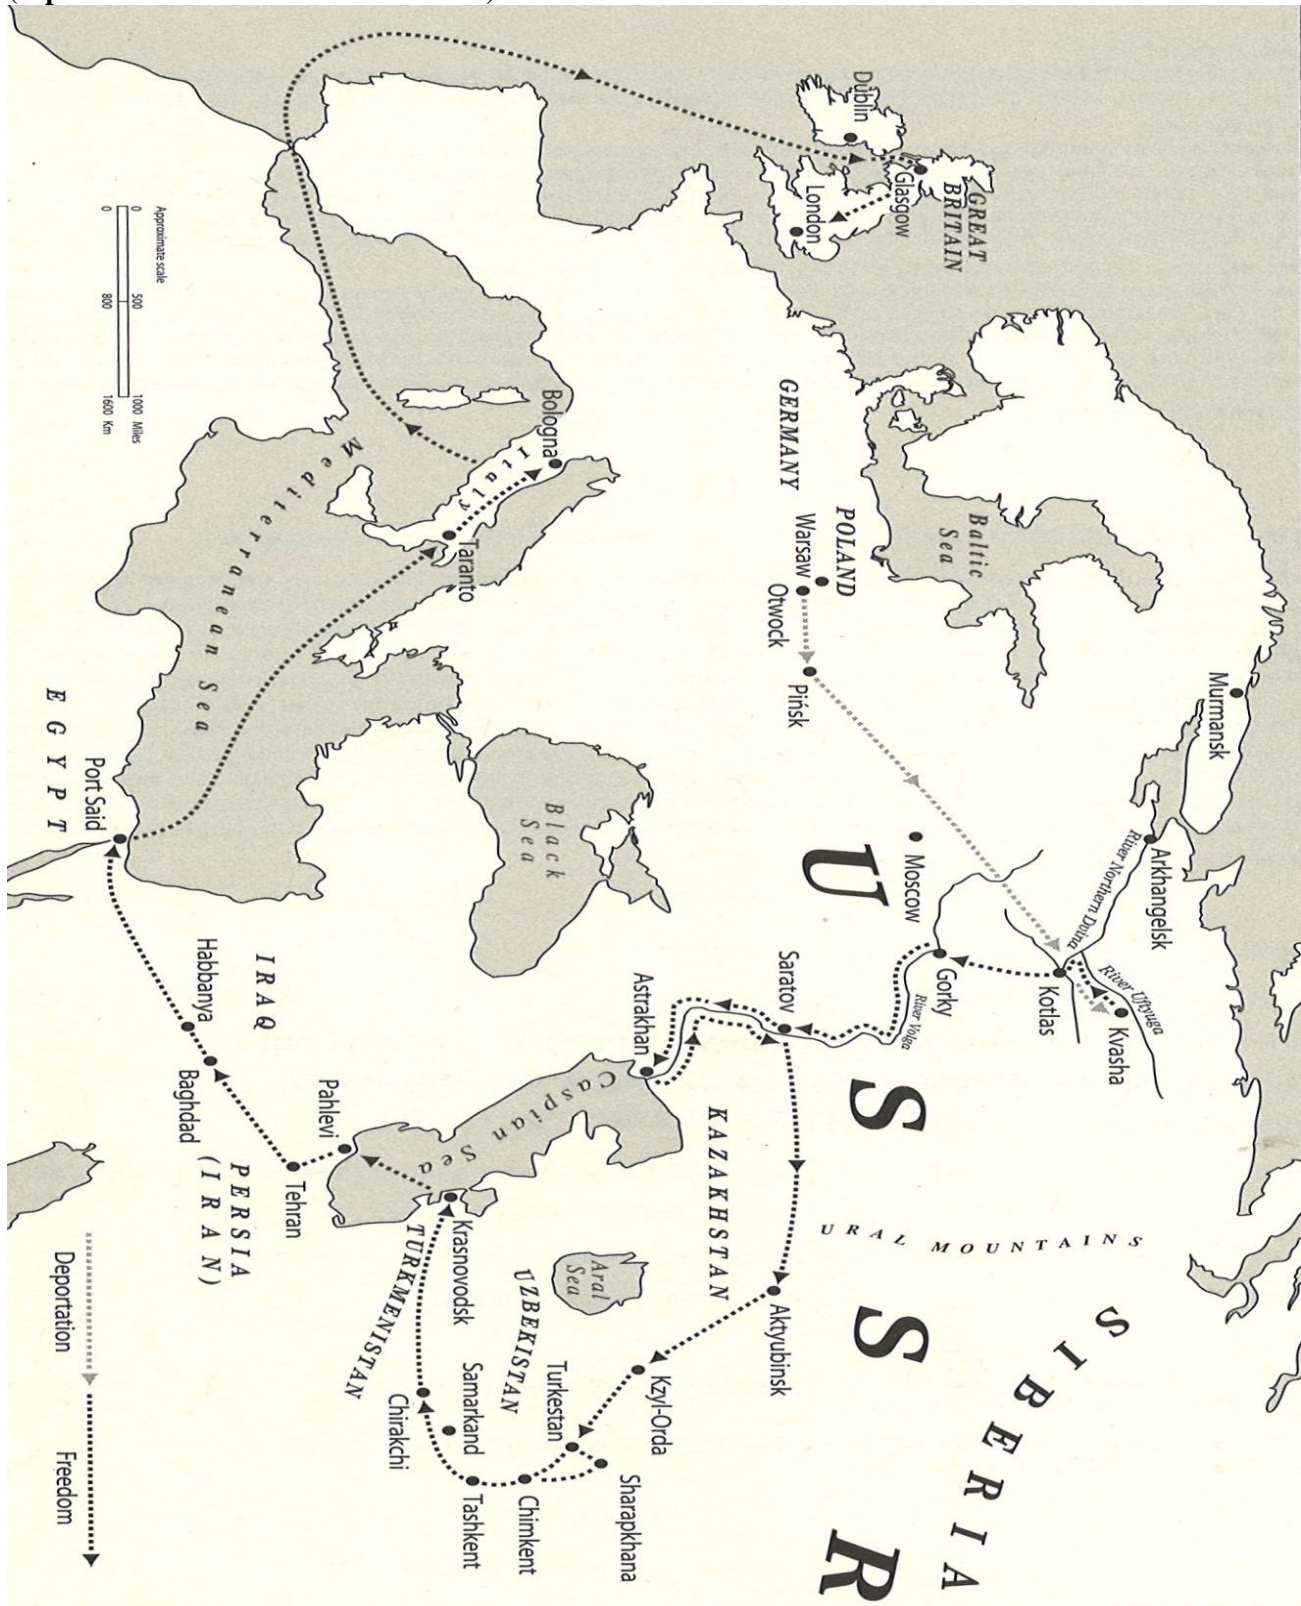 Murmansk
Arkhangelsk
River Northern Dvina
River Uftyuga
Kvasha
Kotlas
GREAT
BRITAIN
Glasgow
Dublin
London
Baltic
Sea
GERMANY
POLAND
Warsaw
Otwock
Pińsk
Moscow
Gorky
River Volga
Saratov
Astrakhan
U S S R
URAL MOUNTAINS
SIBERIA
KAZAKHSTAN
Aktyubinsk
Kzyl-Orda
Sharapkhana
Turkestan
Chimkent
Tashkent
Samarkand
Chirakchi
UZBEKISTAN
Aral
Sea
TURKMENISTAN
Krasnovodsk
Caspian Sea
Black
Sea
Bologna
Italy
Taranto
Mediterranean Sea
Pahlevi
Tehran
PERSIA
(IRAN)
IRAQ
Baghdad
Habbanya
Port Said
EGYPT
Approximate scale
0 500 1000 Miles
0 800 1600 Km
Deportation
Freedom